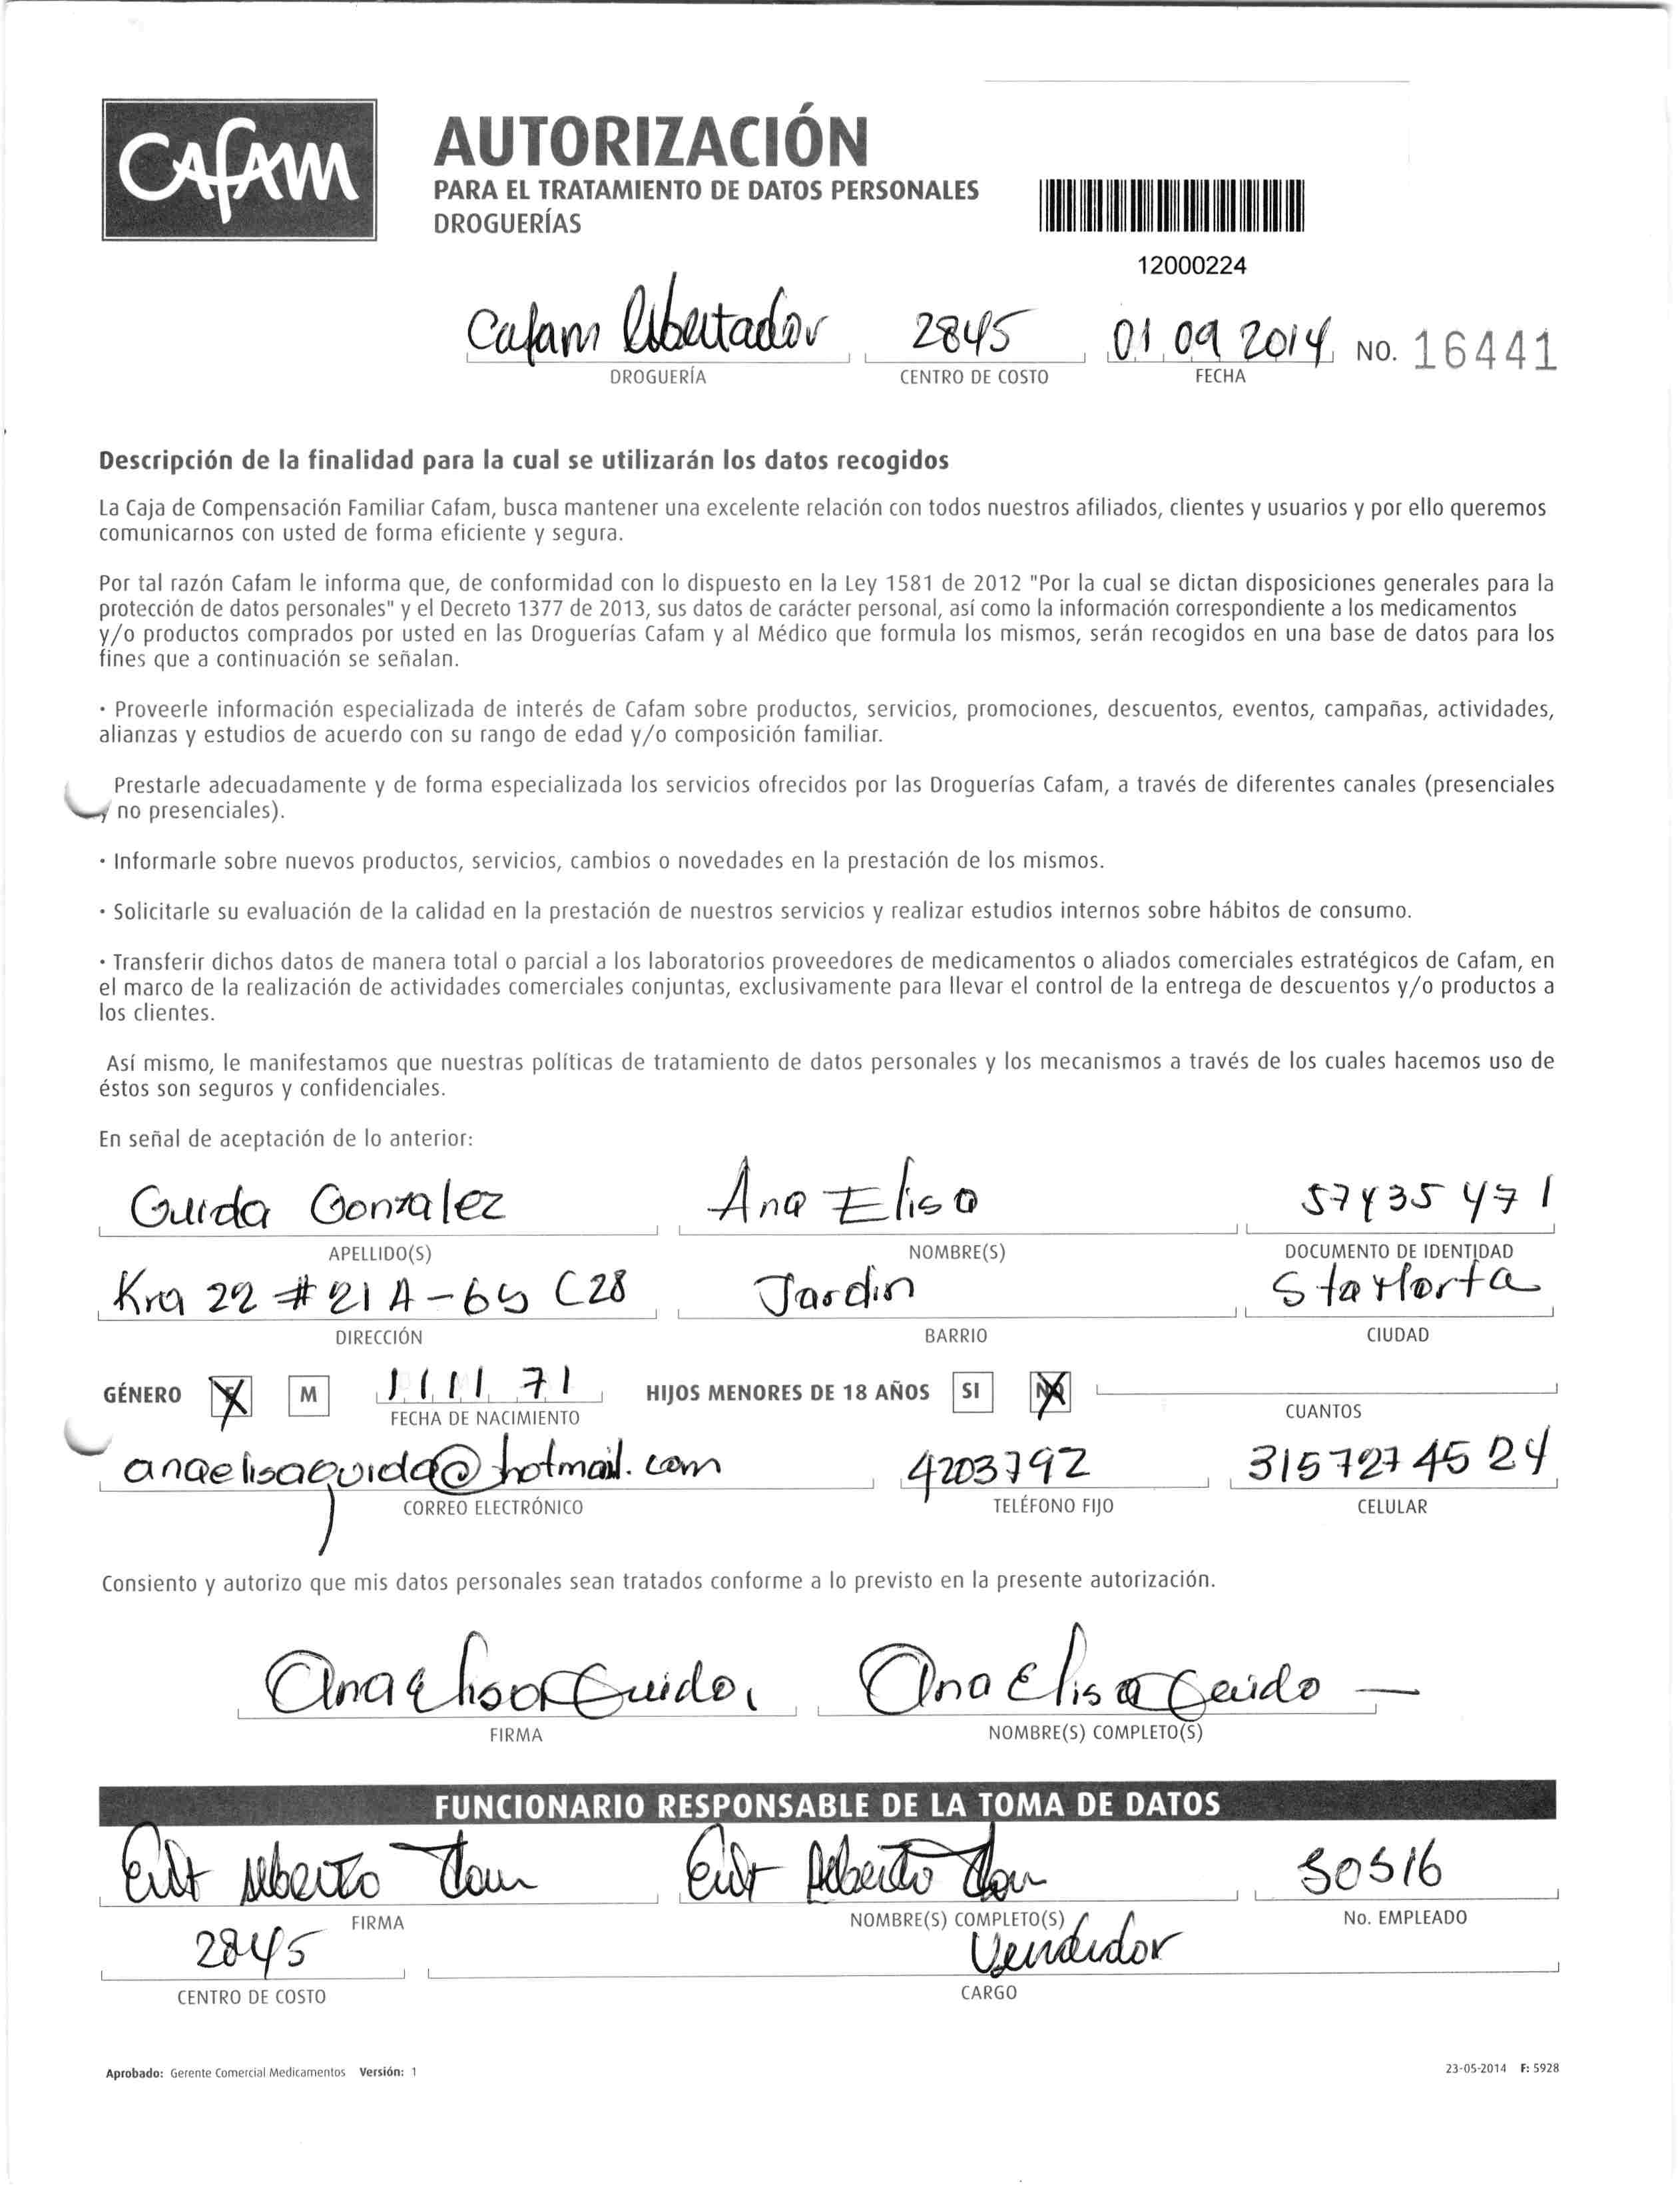 CAFAM
AUTORIZACIÓN
PARA EL TRATAMIENTO DE DATOS PERSONALES
DROGUERÍAS
12000224
Cafam Libertador 2845 01 09 2014 NO. 16441
DROGUERÍA CENTRO DE COSTO FECHA
Descripción de la finalidad para la cual se utilizarán los datos recogidos
La Caja de Compensación Familiar Cafam, busca mantener una excelente relación con todos nuestros afiliados, clientes y usuarios y por ello queremos
comunicarnos con usted de forma eficiente y segura.
Por tal razón Cafam le informa que, de conformidad con lo dispuesto en la Ley 1581 de 2012 "Por la cual se dictan disposiciones generales para la
protección de datos personales" y el Decreto 1377 de 2013, sus datos de carácter personal, así como la información correspondiente a los medicamentos
y/o productos comprados por usted en las Droguerías Cafam y al Médico que formula los mismos, serán recogidos en una base de datos para los
fines que a continuación se señalan.
· Proveerle información especializada de interés de Cafam sobre productos, servicios, promociones, descuentos, eventos, campañas, actividades,
alianzas y estudios de acuerdo con su rango de edad y/o composición familiar.
Prestarle adecuadamente y de forma especializada los servicios ofrecidos por las Droguerías Cafam, a través de diferentes canales (presenciales
y no presenciales).
· Informarle sobre nuevos productos, servicios, cambios o novedades en la prestación de los mismos.
· Solicitarle su evaluación de la calidad en la prestación de nuestros servicios y realizar estudios internos sobre hábitos de consumo.
· Transferir dichos datos de manera total o parcial a los laboratorios proveedores de medicamentos o aliados comerciales estratégicos de Cafam, en
el marco de la realización de actividades comerciales conjuntas, exclusivamente para llevar el control de la entrega de descuentos y/o productos a
los clientes.
Así mismo, le manifestamos que nuestras políticas de tratamiento de datos personales y los mecanismos a través de los cuales hacemos uso de
éstos son seguros y confidenciales.
En señal de aceptación de lo anterior:
Guida Gonzalez Ana Elisa 57435471
APELLIDO(S) NOMBRE(S) DOCUMENTO DE IDENTIDAD
Kra 22 # 21 A - 65 C28 Jardin Sta Marta
DIRECCIÓN BARRIO CIUDAD
GÉNERO F M 11 11 71 HIJOS MENORES DE 18 AÑOS SI NO
FECHA DE NACIMIENTO CUANTOS
anaelisaguida@hotmail.com 4203792 3157274524
CORREO ELECTRÓNICO TELÉFONO FIJO CELULAR
Consiento y autorizo que mis datos personales sean tratados conforme a lo previsto en la presente autorización.
Ana Elisa Guida Ana Elisa Guida
FIRMA NOMBRE(S) COMPLETO(S)
FUNCIONARIO RESPONSABLE DE LA TOMA DE DATOS
Alberto Alberto 50516
FIRMA NOMBRE(S) COMPLETO(S) No. EMPLEADO
2845 Vendedor
CENTRO DE COSTO CARGO
Aprobado: Gerente Comercial Medicamentos Versión: 1 23-05-2014 F: 5928